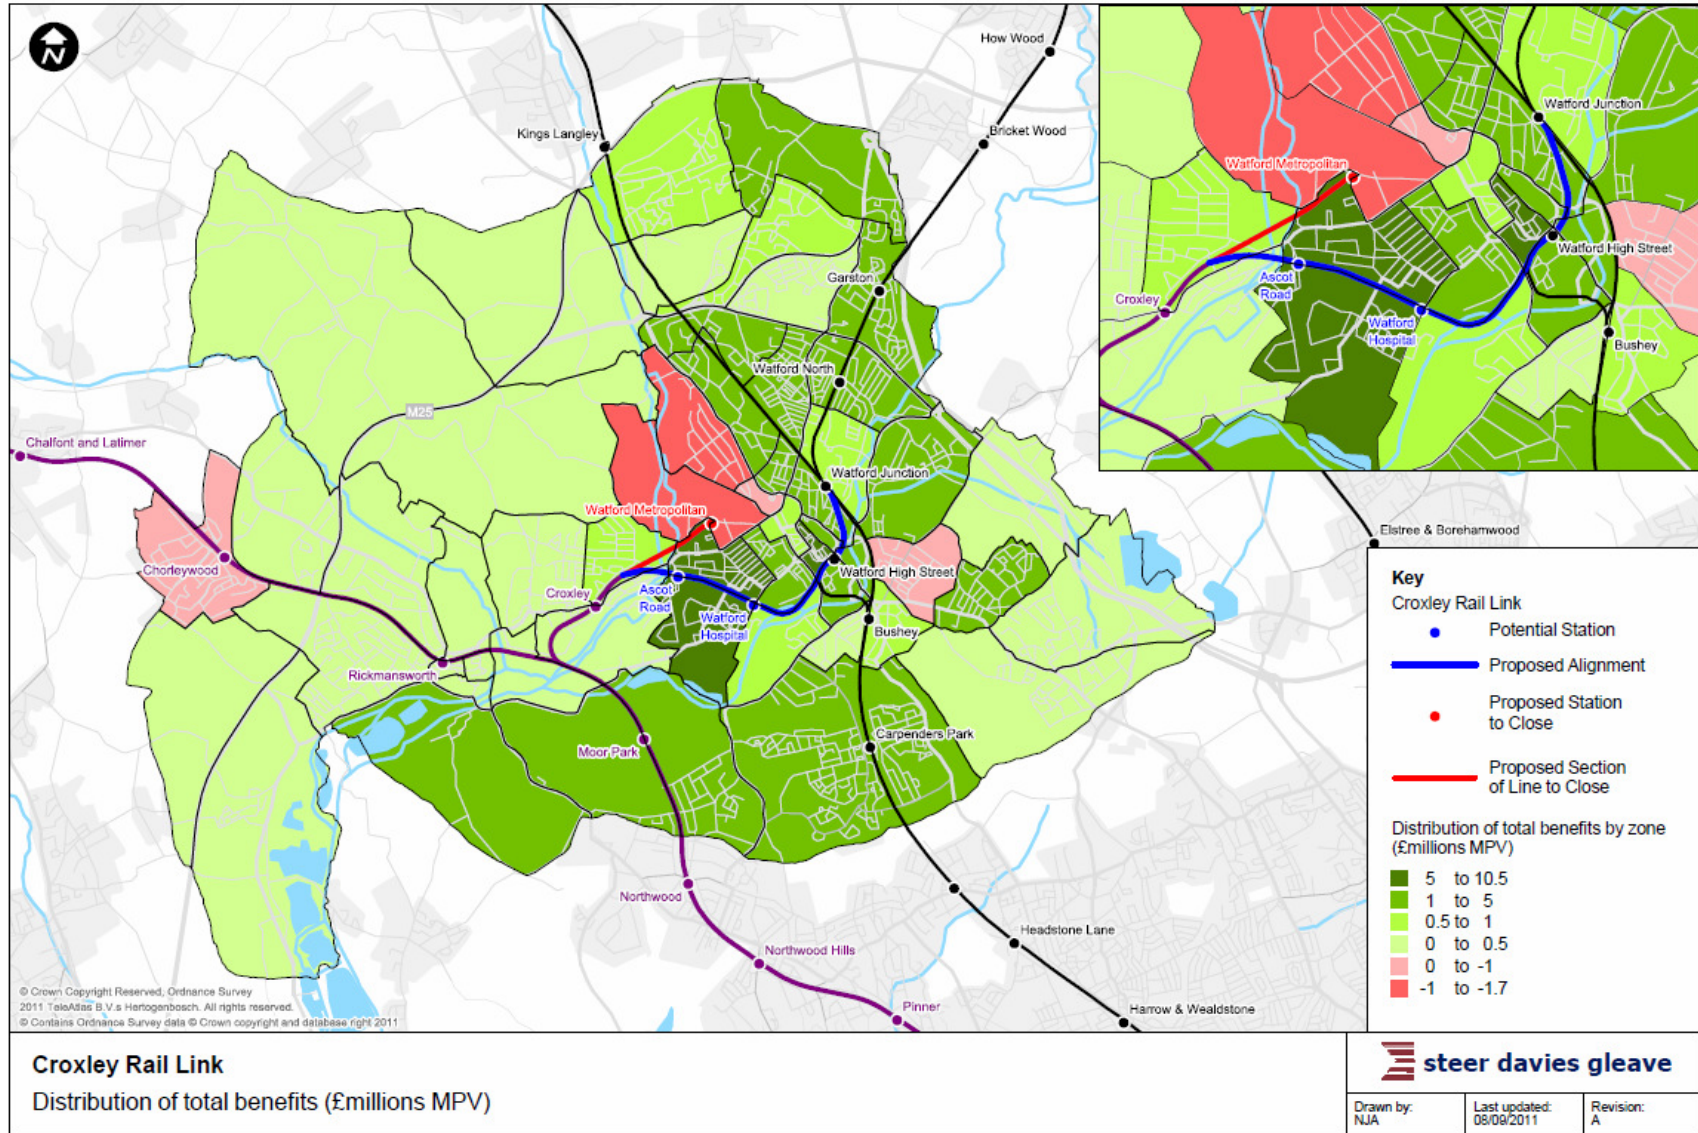 N
How Wood
Kings Langley
Bricket Wood
Garston
Watford North
M25
Chalfont and Latimer
Watford Junction
Watford Metropolitan
Chorleywood
Watford High Street
Croxley
Ascot
Road
Watford
Hospital
Bushey
Rickmansworth
Moor Park
Carpenders Park
Northwood
Northwood Hills
Headstone Lane
Pinner
Harrow & Wealdstone
Elstree & Borehamwood
Watford Junction
Watford Metropolitan
Watford High Street
Ascot
Road
Croxley
Watford
Hospital
Bushey
Key
Croxley Rail Link
Potential Station
Proposed Alignment
Proposed Station
to Close
Proposed Section
of Line to Close
Distribution of total benefits by zone
(£millions MPV)
5 to 10.5
1 to 5
0.5 to 1
0 to 0.5
0 to -1
-1 to -1.7
© Crown Copyright Reserved, Ordnance Survey
2011 TeleAtlas B.V.s Hertogenbosch. All rights reserved.
© Contains Ordnance Survey data © Crown copyright and database right 2011
Croxley Rail Link
Distribution of total benefits (£millions MPV)
steer davies gleave
Drawn by:
NJA
Last updated:
08/09/2011
Revision:
A